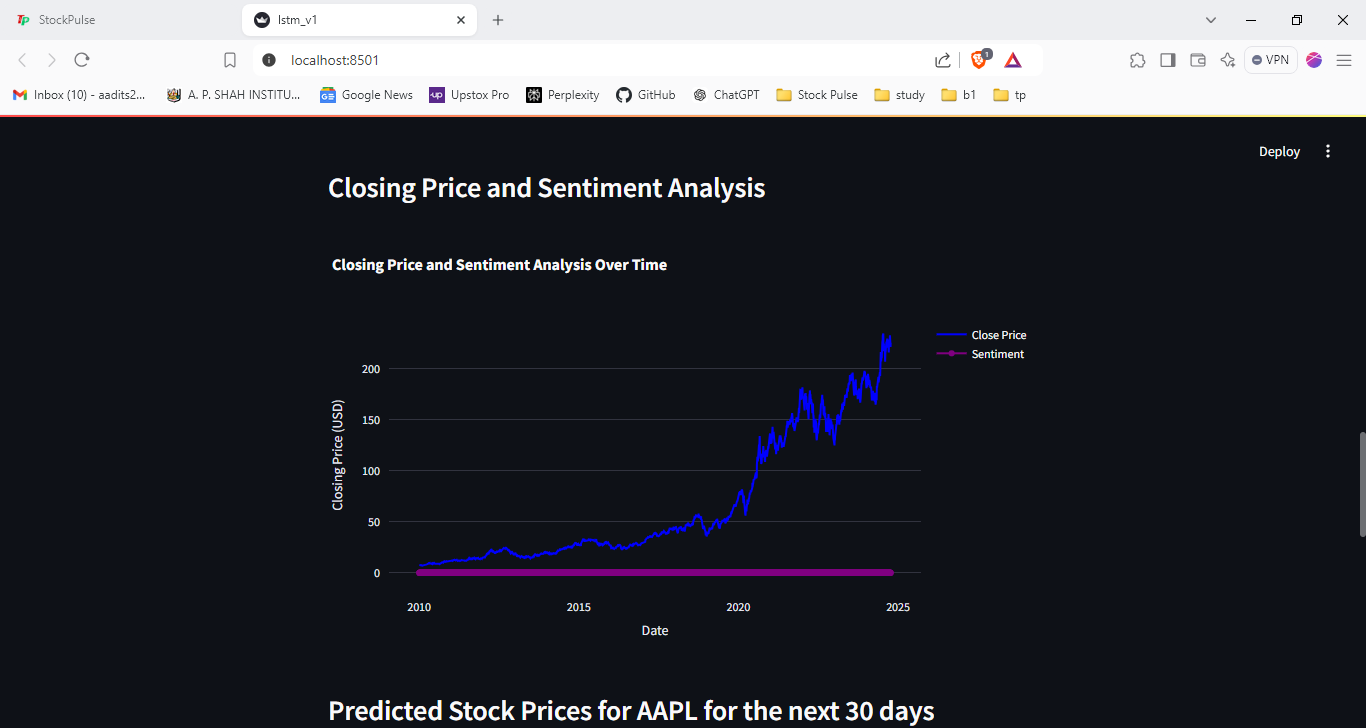 StockPulse
lstm_v1
localhost:8501
1
VPN
Inbox (10) - aadits2...
A. P. SHAH INSTITU...
Google News
Upstox Pro
Perplexity
GitHub
ChatGPT
Stock Pulse
study
b1
tp
Deploy
Closing Price and Sentiment Analysis
Closing Price and Sentiment Analysis Over Time
Close Price
Sentiment
200
150
100
50
0
Closing Price (USD)
2010
2015
2020
2025
Date
Predicted Stock Prices for AAPL for the next 30 days